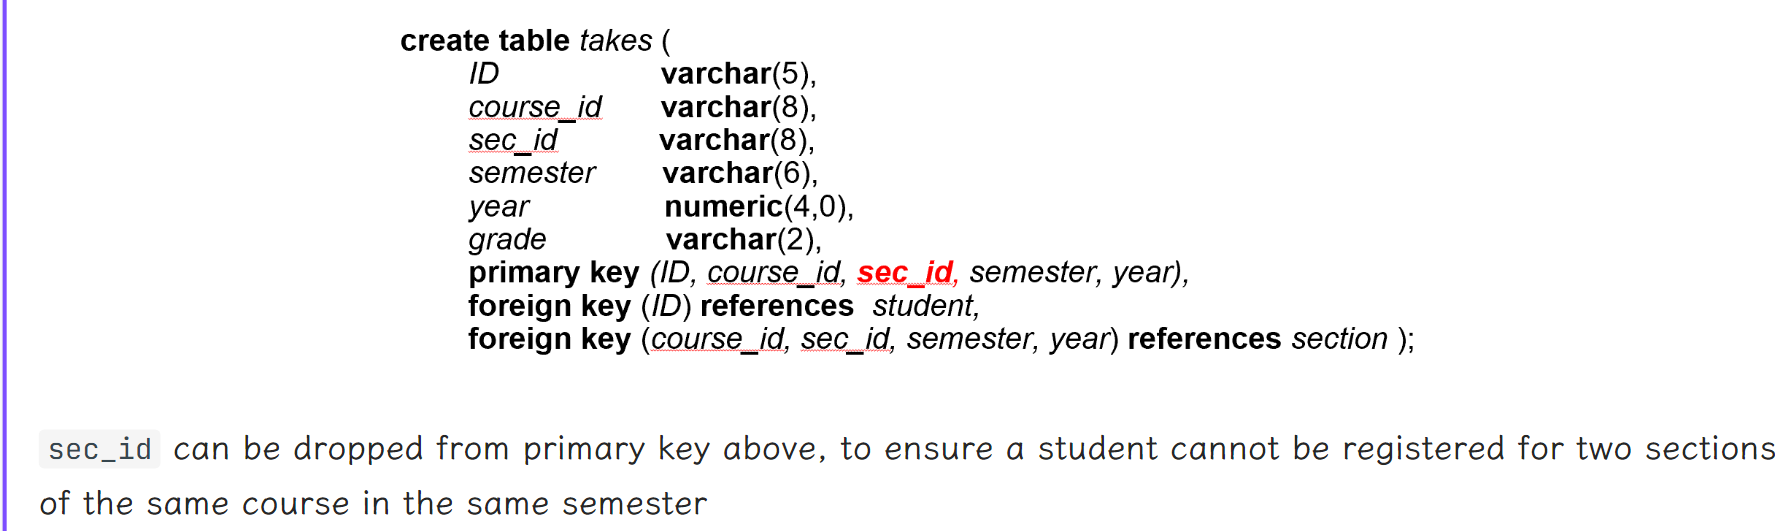 create table takes (
ID varchar(5),
course_id varchar(8),
sec_id varchar(8),
semester varchar(6),
year numeric(4,0),
grade varchar(2),
primary key (ID, course_id, sec_id, semester, year),
foreign key (ID) references student,
foreign key (course_id, sec_id, semester, year) references section );
sec_id can be dropped from primary key above, to ensure a student cannot be registered for two sections
of the same course in the same semester